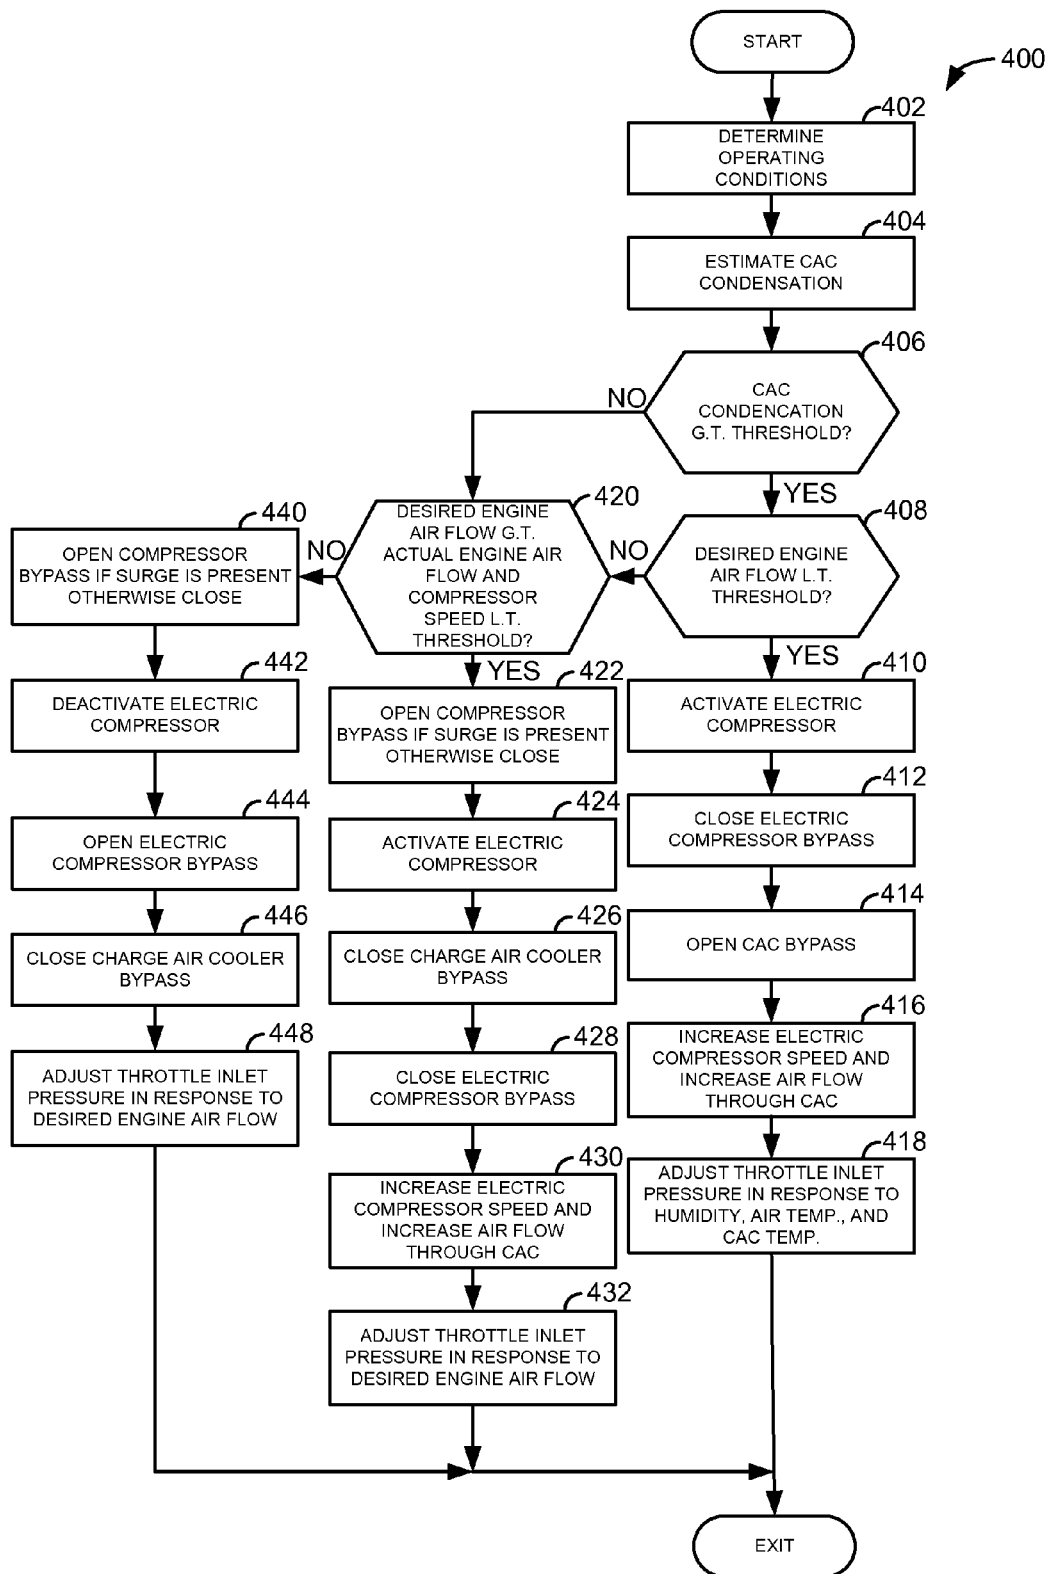 START
400
402
DETERMINE
OPERATING
CONDITIONS
404
ESTIMATE CAC
CONDENSATION
406
CAC
CONDENCATION
G.T. THRESHOLD?
NO
YES
408
DESIRED ENGINE
AIR FLOW L.T.
THRESHOLD?
NO
YES
420
DESIRED ENGINE
AIR FLOW G.T.
ACTUAL ENGINE AIR
FLOW AND
COMPRESSOR
SPEED L.T.
THRESHOLD?
NO
YES
440
OPEN COMPRESSOR
BYPASS IF SURGE IS PRESENT
OTHERWISE CLOSE
442
DEACTIVATE ELECTRIC
COMPRESSOR
444
OPEN ELECTRIC
COMPRESSOR BYPASS
446
CLOSE CHARGE AIR COOLER
BYPASS
448
ADJUST THROTTLE INLET
PRESSURE IN RESPONSE TO
DESIRED ENGINE AIR FLOW
422
OPEN COMPRESSOR
BYPASS IF SURGE IS PRESENT
OTHERWISE CLOSE
424
ACTIVATE ELECTRIC
COMPRESSOR
426
CLOSE CHARGE AIR COOLER
BYPASS
428
CLOSE ELECTRIC
COMPRESSOR BYPASS
430
INCREASE ELECTRIC
COMPRESSOR SPEED AND
INCREASE AIR FLOW
THROUGH CAC
432
ADJUST THROTTLE INLET
PRESSURE IN RESPONSE TO
DESIRED ENGINE AIR FLOW
410
ACTIVATE ELECTRIC
COMPRESSOR
412
CLOSE ELECTRIC
COMPRESSOR BYPASS
414
OPEN CAC BYPASS
416
INCREASE ELECTRIC
COMPRESSOR SPEED AND
INCREASE AIR FLOW
THROUGH CAC
418
ADJUST THROTTLE INLET
PRESSURE IN RESPONSE TO
HUMIDITY, AIR TEMP., AND
CAC TEMP.
EXIT